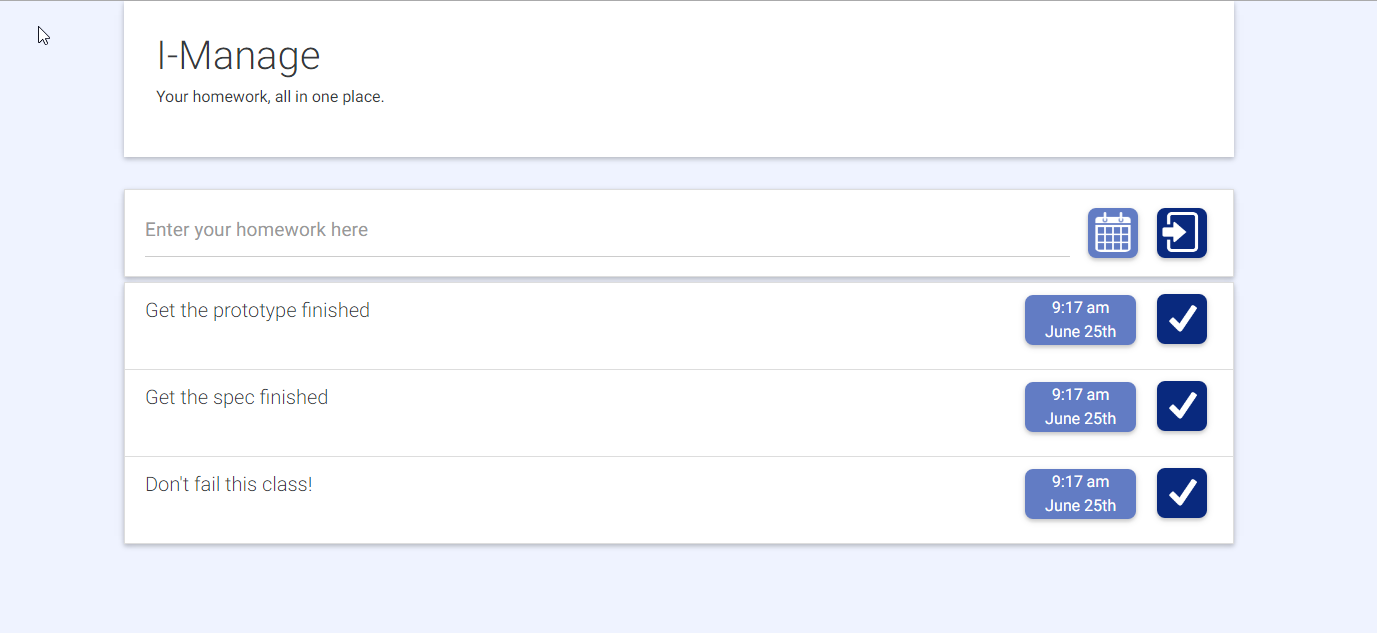 I-Manage
Your homework, all in one place.
Enter your homework here
Get the prototype finished
9:17 am
June 25th
Get the spec finished
9:17 am
June 25th
Don't fail this class!
9:17 am
June 25th